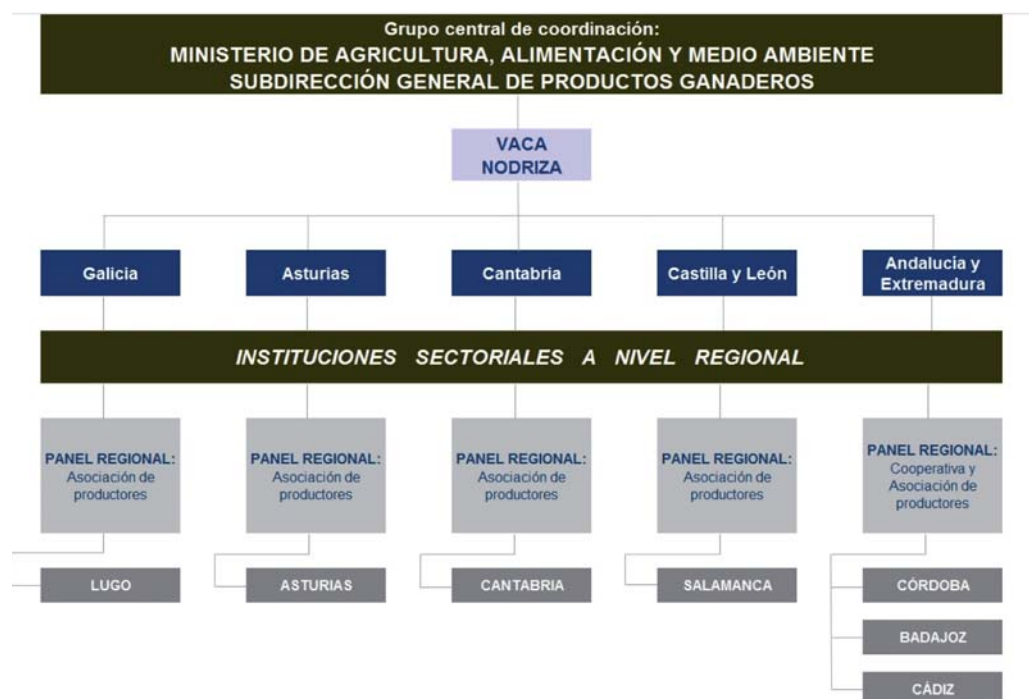 Grupo central de coordinación:
MINISTERIO DE AGRICULTURA, ALIMENTACIÓN Y MEDIO AMBIENTE
SUBDIRECCIÓN GENERAL DE PRODUCTOS GANADEROS
VACA
NODRIZA
Galicia
Asturias
Cantabria
Castilla y León
Andalucia y
Extremadura
INSTITUCIONES SECTORIALES A NIVEL REGIONAL
PANEL REGIONAL:
Asociación de
productores
PANEL REGIONAL:
Asociación de
productores
PANEL REGIONAL:
Asociación de
productores
PANEL REGIONAL:
Asociación de
productores
PANEL REGIONAL:
Cooperativa y
Asociación de
productores
LUGO
ASTURIAS
CANTABRIA
SALAMANCA
CÓRDOBA
BADAJOZ
CÁDIZ